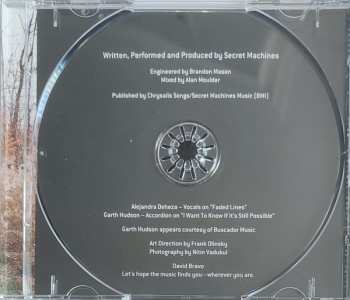 Written, Performed and Produced by Secret Machines
Engineered by Brandon Mason
Mixed by Alan Moulder
Published by Chrysalis Songs/Secret Machines Music (BMI)
Alejandra Deheza – Vocals on "Faded Lines"
Garth Hudson – Accordion on "I Want To Know If It's Still Possible"
Garth Hudson appears courtesy of Buscador Music
Art Direction by Frank Olinsky
Photography by Nitin Vadukul
David Bravo
Let's hope the music finds you – wherever you are.